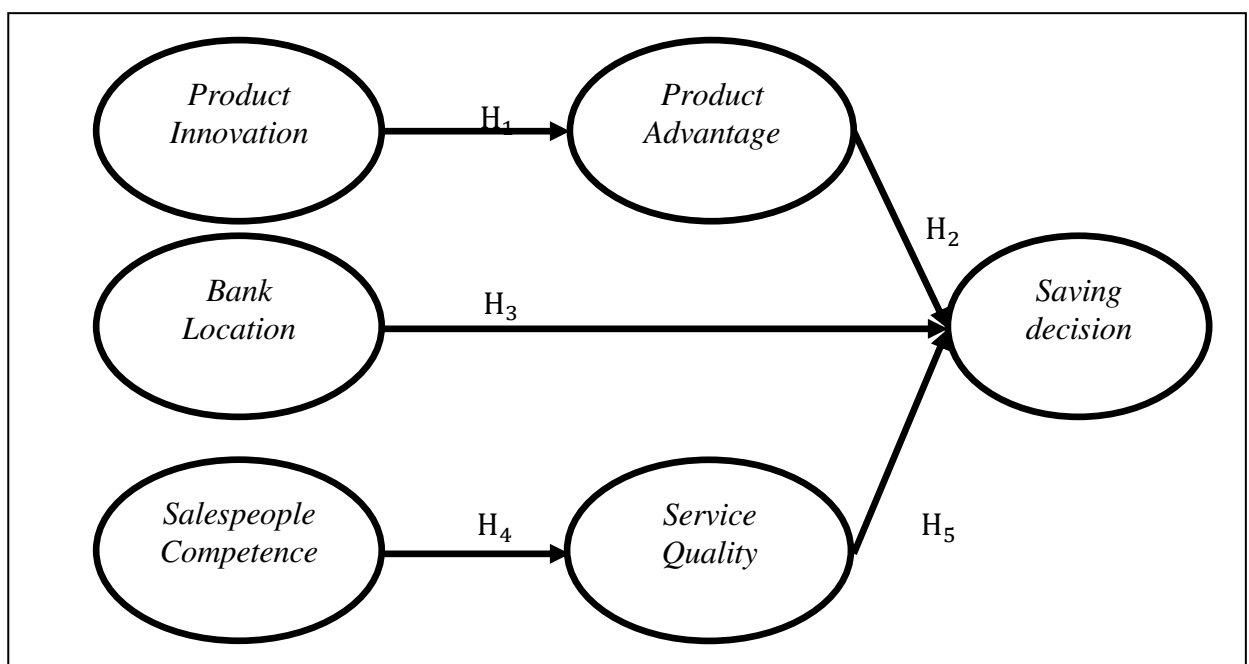 Product
Innovation
H₁
Product
Advantage
H₂
Bank
Location
H₃
Saving
decision
Salespeople
Competence
H₄
Service
Quality
H₅